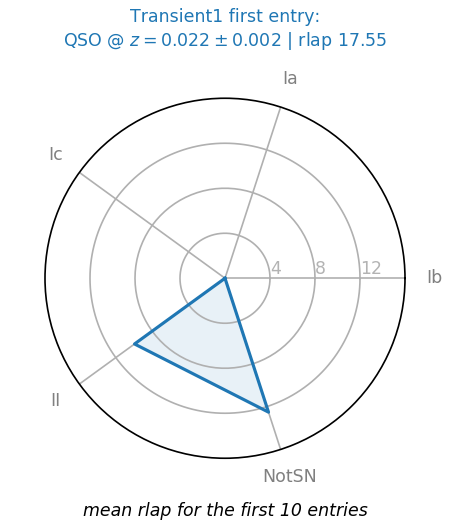 Transient1 first entry:
QSO @ z = 0.022 ± 0.002 | rlap 17.55
Ia
Ic
4 8 12
Ib
II
NotSN
mean rlap for the first 10 entries